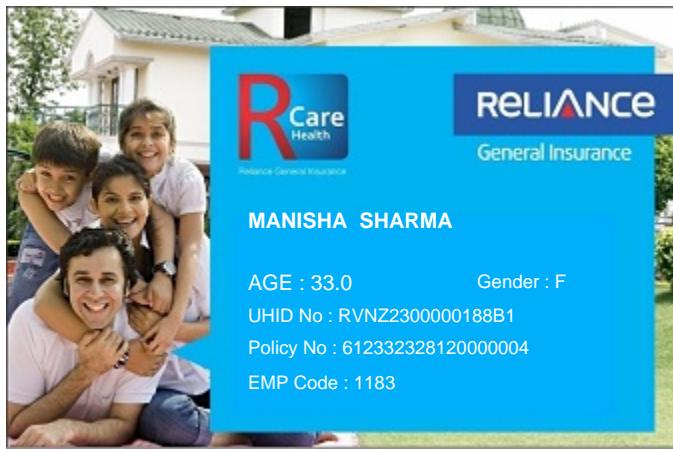 R Care
Health
Reliance General Insurance
RELIANCE
General Insurance
MANISHA SHARMA
AGE : 33.0
Gender : F
UHID No : RVNZ2300000188B1
Policy No : 612332328120000004
EMP Code : 1183